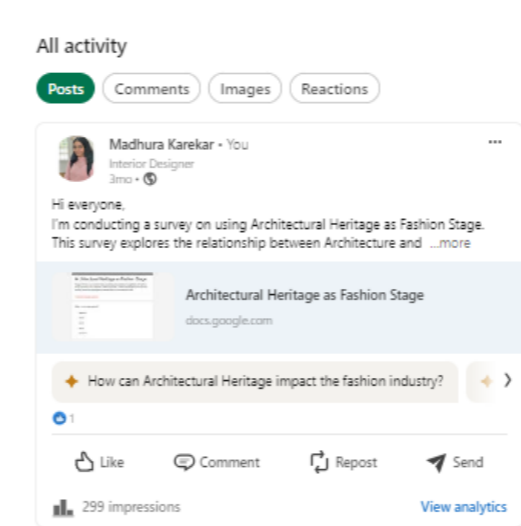 All activity
Posts
Comments
Images
Reactions
Madhura Karekar • You
Interior Designer
3mo •
Hi everyone,
I'm conducting a survey on using Architectural Heritage as Fashion Stage.
This survey explores the relationship between Architecture and ...more
Architectural Heritage as Fashion Stage
docs.google.com
How can Architectural Heritage impact the fashion industry?
1
Like
Comment
Repost
Send
299 impressions
View analytics